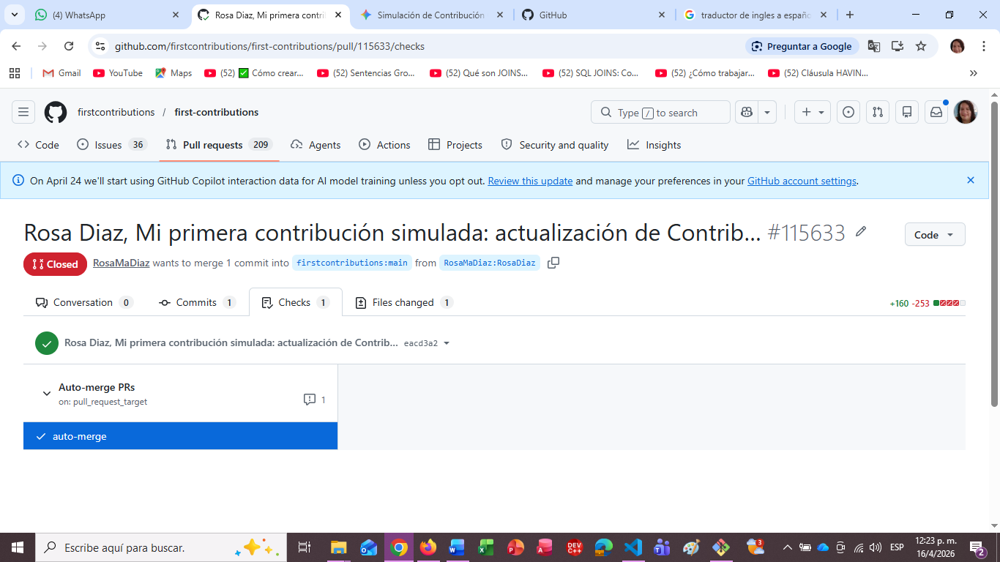 (4) WhatsApp
Rosa Diaz, Mi primera contri
Simulación de Contribución
GitHub
traductor de ingles a españo
github.com/firstcontributions/first-contributions/pull/115633/checks
Preguntar a Google
Gmail
YouTube
Maps
(52) ✅ Cómo crear...
(52) Sentencias Gro...
(52) Qué son JOINS...
(52) SQL JOINS: Co...
(52) ¿Cómo trabajar...
(52) Cláusula HAVIN...
firstcontributions / first-contributions
Type / to search
Code
Issues 36
Pull requests 209
Agents
Actions
Projects
Security and quality
Insights
On April 24 we'll start using GitHub Copilot interaction data for AI model training unless you opt out. Review this update and manage your preferences in your GitHub account settings.
Rosa Diaz, Mi primera contribución simulada: actualización de Contrib... #115633
Code
Closed
RosaMaDiaz wants to merge 1 commit into firstcontributions:main from RosaMaDiaz:RosaDiaz
Conversation 0
Commits 1
Checks 1
Files changed 1
+160 -253
Rosa Diaz, Mi primera contribución simulada: actualización de Contrib... eacd3a2
Auto-merge PRs
on: pull_request_target
1
auto-merge
Escribe aquí para buscar.
DEV C++
3
ESP
12:23 p. m.
16/4/2026
2